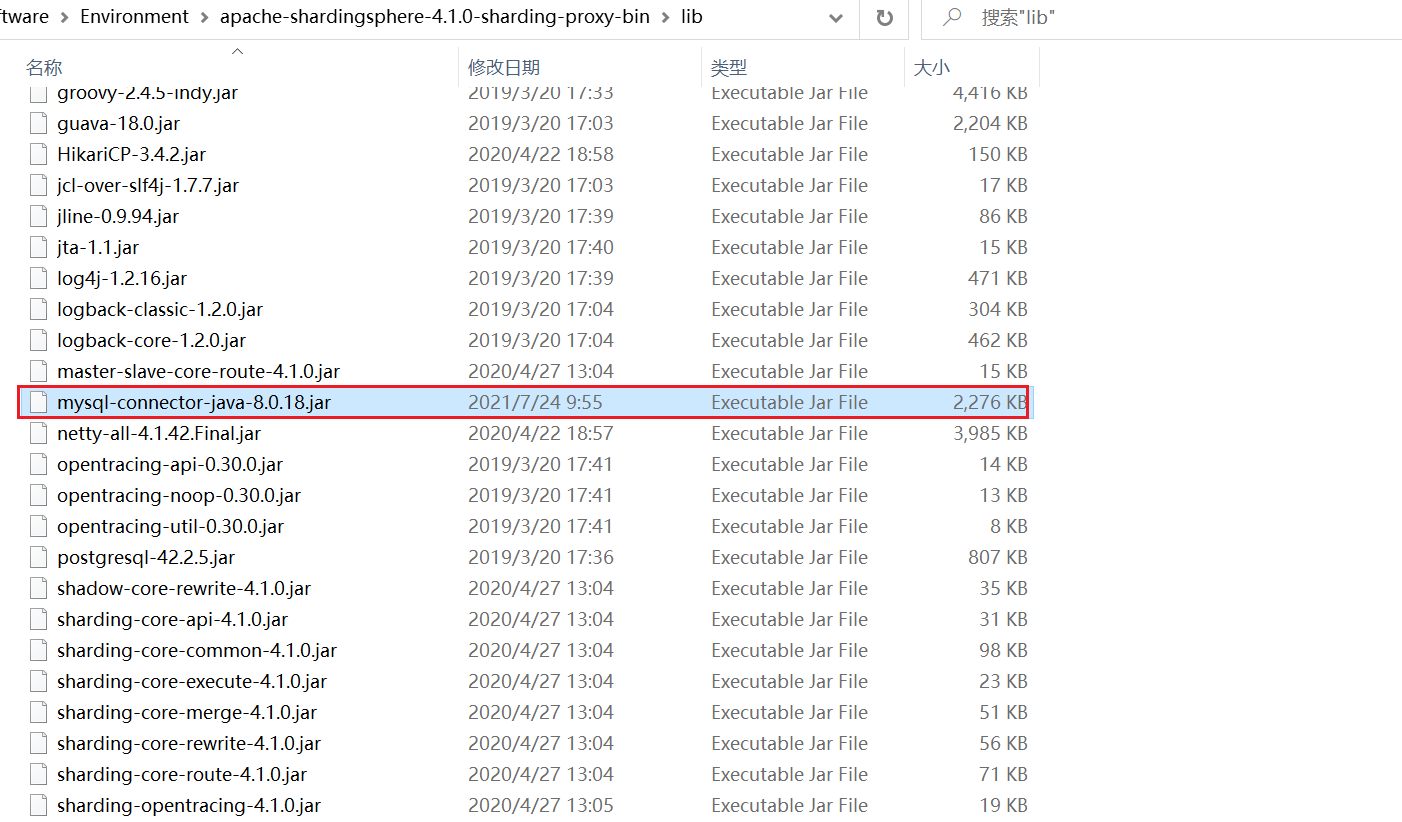 ftware > Environment > apache-shardingsphere-4.1.0-sharding-proxy-bin > lib 搜索"lib"
名称 修改日期 类型 大小
groovy-2.4.5-indy.jar 2019/3/20 17:33 Executable Jar File 4,416 KB
guava-18.0.jar 2019/3/20 17:03 Executable Jar File 2,204 KB
HikariCP-3.4.2.jar 2020/4/22 18:58 Executable Jar File 150 KB
jcl-over-slf4j-1.7.7.jar 2019/3/20 17:03 Executable Jar File 17 KB
jline-0.9.94.jar 2019/3/20 17:39 Executable Jar File 86 KB
jta-1.1.jar 2019/3/20 17:40 Executable Jar File 15 KB
log4j-1.2.16.jar 2019/3/20 17:39 Executable Jar File 471 KB
logback-classic-1.2.0.jar 2019/3/20 17:04 Executable Jar File 304 KB
logback-core-1.2.0.jar 2019/3/20 17:04 Executable Jar File 462 KB
master-slave-core-route-4.1.0.jar 2020/4/27 13:04 Executable Jar File 15 KB
mysql-connector-java-8.0.18.jar 2021/7/24 9:55 Executable Jar File 2,276 KB
netty-all-4.1.42.Final.jar 2020/4/22 18:57 Executable Jar File 3,985 KB
opentracing-api-0.30.0.jar 2019/3/20 17:41 Executable Jar File 14 KB
opentracing-noop-0.30.0.jar 2019/3/20 17:41 Executable Jar File 13 KB
opentracing-util-0.30.0.jar 2019/3/20 17:41 Executable Jar File 8 KB
postgresql-42.2.5.jar 2019/3/20 17:36 Executable Jar File 807 KB
shadow-core-rewrite-4.1.0.jar 2020/4/27 13:04 Executable Jar File 35 KB
sharding-core-api-4.1.0.jar 2020/4/27 13:04 Executable Jar File 31 KB
sharding-core-common-4.1.0.jar 2020/4/27 13:04 Executable Jar File 98 KB
sharding-core-execute-4.1.0.jar 2020/4/27 13:04 Executable Jar File 23 KB
sharding-core-merge-4.1.0.jar 2020/4/27 13:04 Executable Jar File 51 KB
sharding-core-rewrite-4.1.0.jar 2020/4/27 13:04 Executable Jar File 56 KB
sharding-core-route-4.1.0.jar 2020/4/27 13:04 Executable Jar File 71 KB
sharding-opentracing-4.1.0.jar 2020/4/27 13:05 Executable Jar File 19 KB